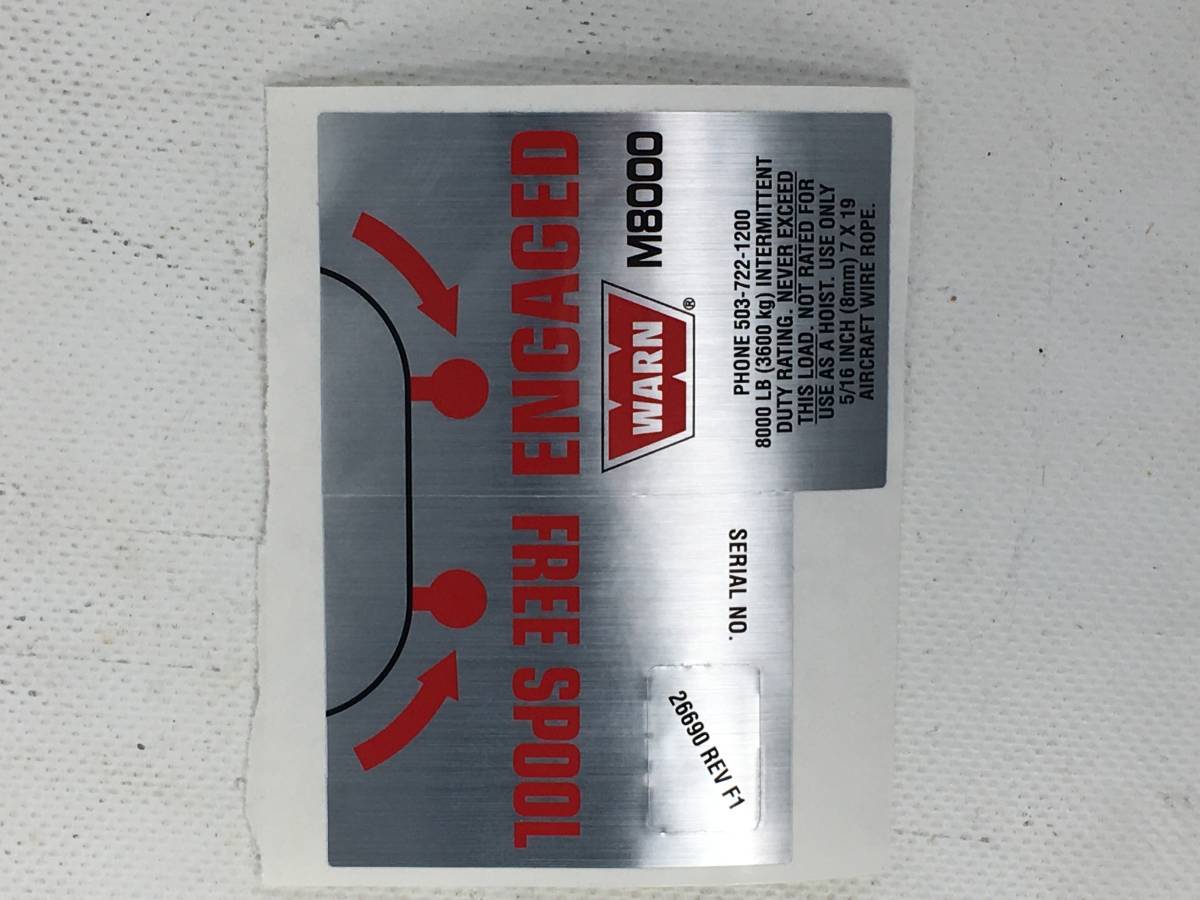 FREE SPOOL ENGAGED
WARN®
M8000
26690 REV F1
SERIAL NO.
PHONE 503-722-1200
8000 LB (3600 kg) INTERMITTENT
DUTY RATING. NEVER EXCEED
THIS LOAD. NOT RATED FOR
USE AS A HOIST. USE ONLY
5/16 INCH (8mm) 7 X 19
AIRCRAFT WIRE ROPE.